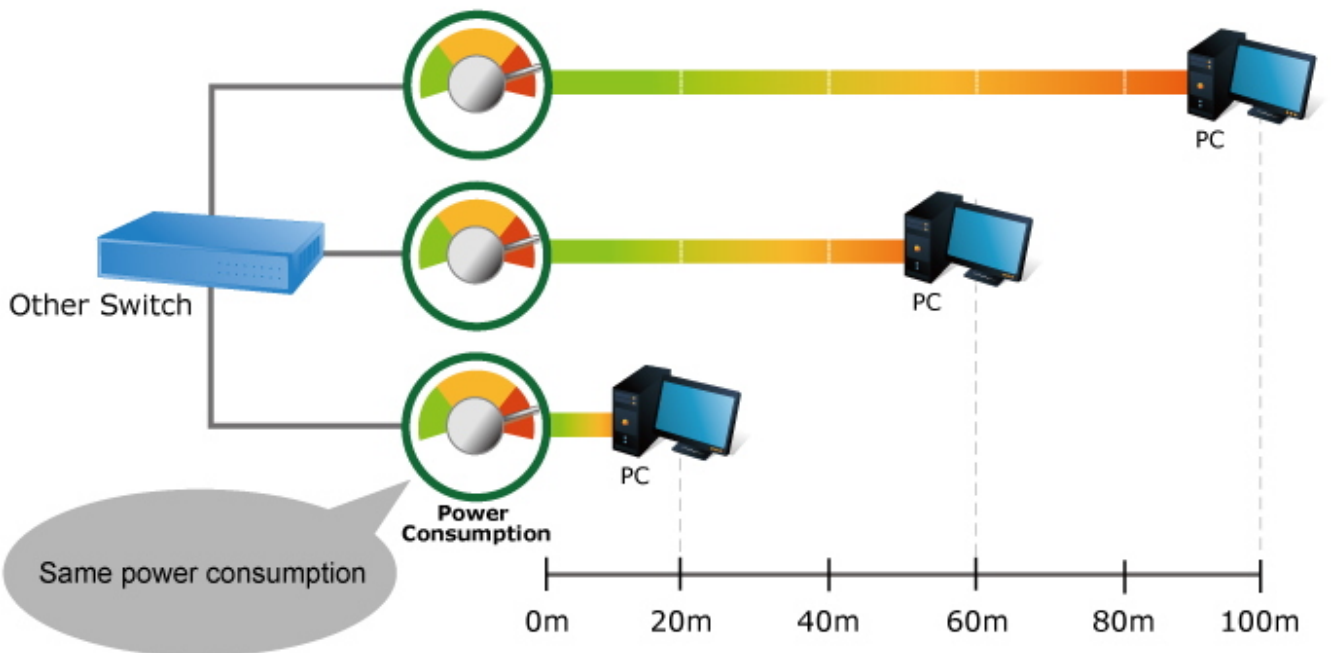 PC
Other Switch
PC
PC
Power
Consumption
Same power consumption
0m 20m 40m 60m 80m 100m